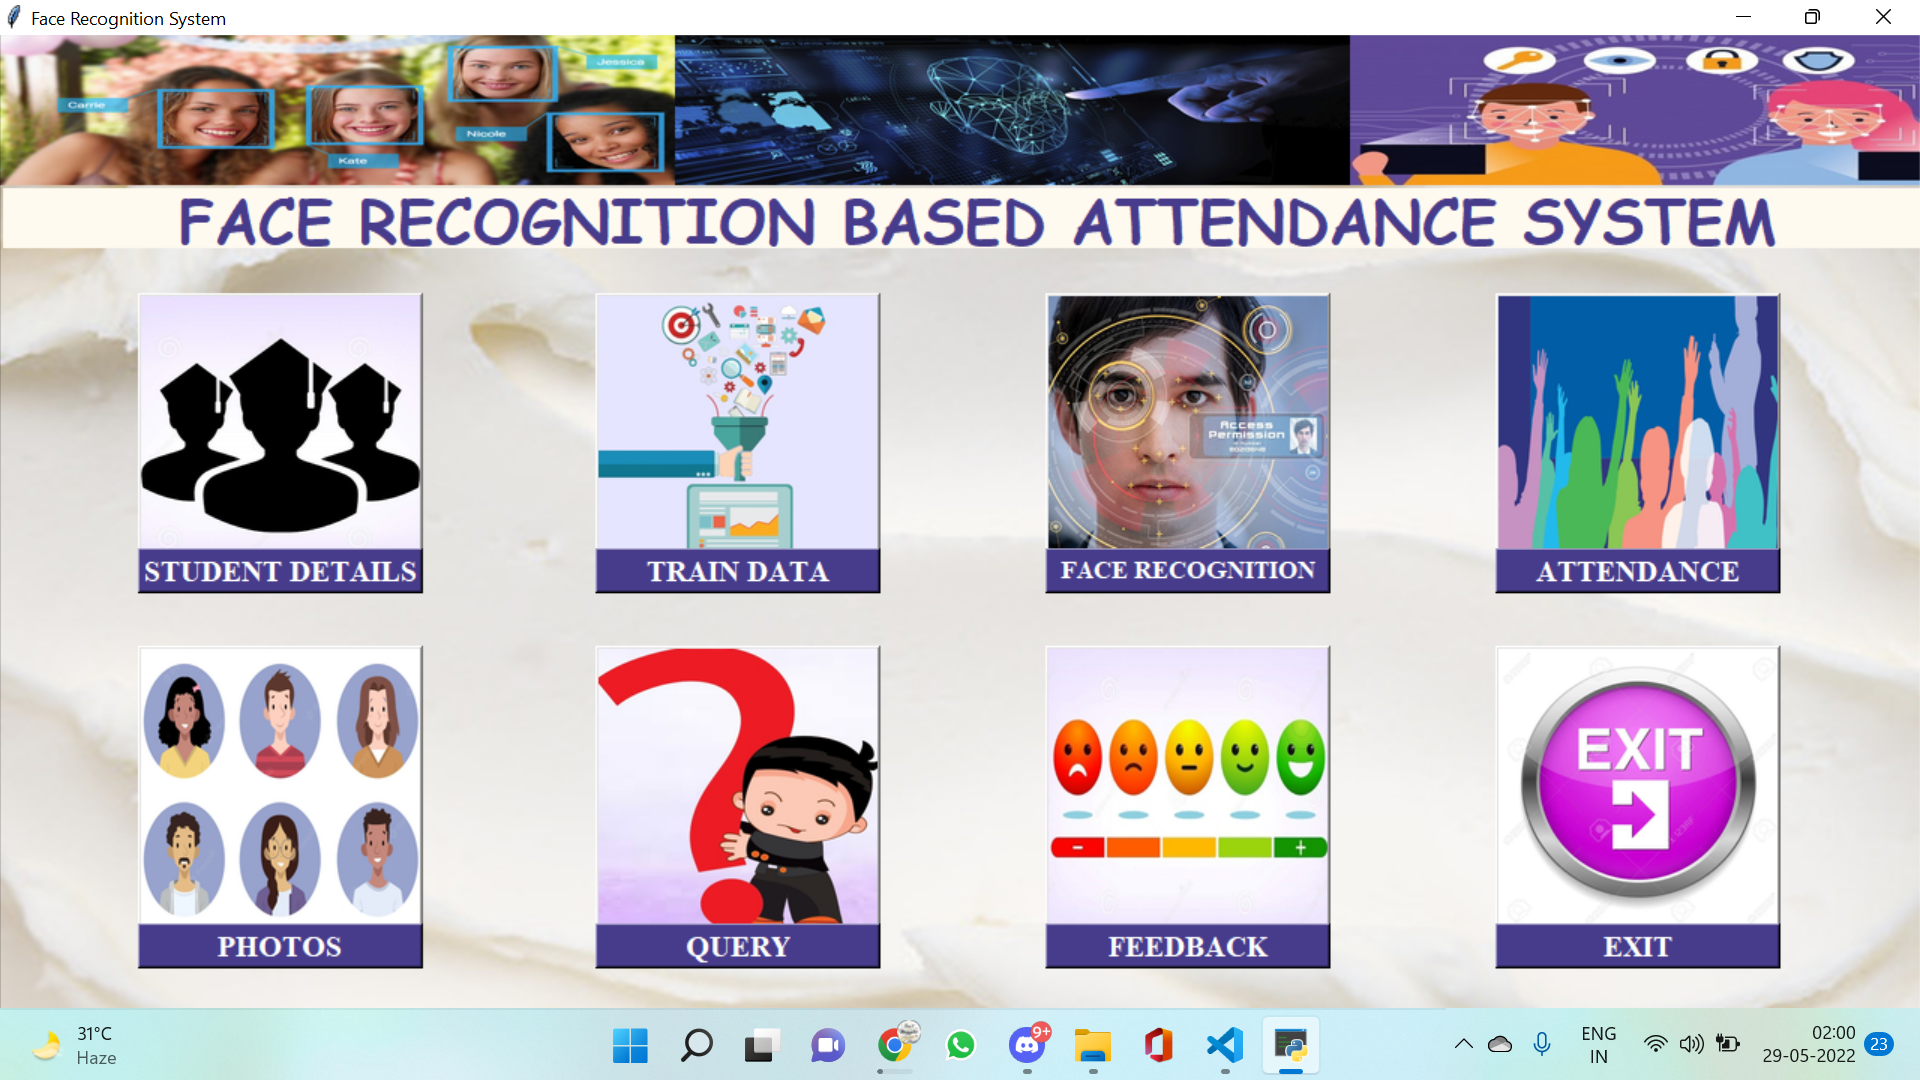 Face Recognition System
Jessica
Carrie
Nicole
Kate
FACE RECOGNITION BASED ATTENDANCE SYSTEM
Access
Permission
STUDENT DETAILS
TRAIN DATA
FACE RECOGNITION
ATTENDANCE
EXIT
PHOTOS
QUERY
FEEDBACK
EXIT
31°C
Haze
9+
ENG
IN
02:00
29-05-2022
23